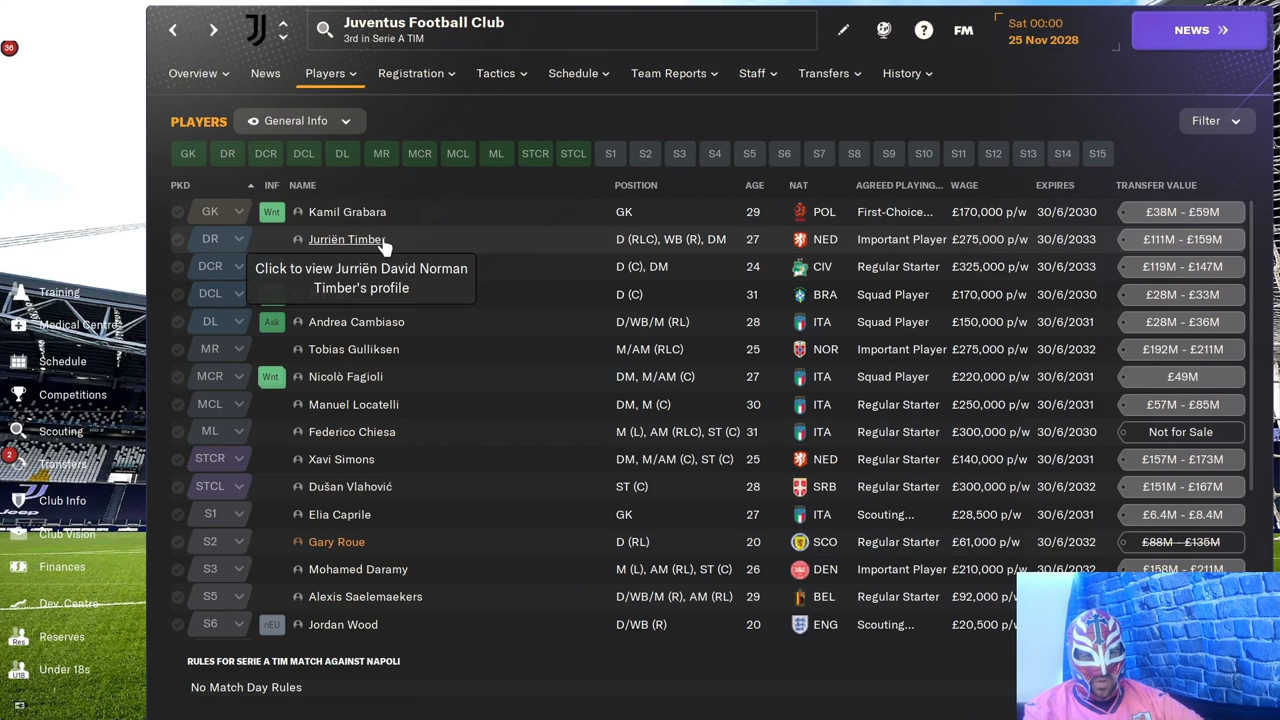 36
Juventus Football Club
3rd in Serie A TIM
?
FM
Sat 00:00
25 Nov 2028
NEWS
Overview News Players Registration Tactics Schedule Team Reports Staff Transfers History
PLAYERS General Info Filter
GK DR DCR DCL DL MR MCR MCL ML STCR STCL S1 S2 S3 S4 S5 S6 S7 S8 S9 S10 S11 S12 S13 S14 S15
PKD INF NAME POSITION AGE NAT AGREED PLAYING... WAGE EXPIRES TRANSFER VALUE
GK Wnt Kamil Grabara GK 29 POL First-Choice... £170,000 p/w 30/6/2030 £38M - £59M
DR Jurriën Timber D (RLC), WB (R), DM 27 NED Important Player £275,000 p/w 30/6/2033 £111M - £159M
DCR D (C), DM 24 CIV Regular Starter £325,000 p/w 30/6/2033 £119M - £147M
Click to view Jurriën David Norman
Timber's profile
DCL D (C) 31 BRA Squad Player £170,000 p/w 30/6/2030 £28M - £33M
DL Ask Andrea Cambiaso D/WB/M (RL) 28 ITA Squad Player £150,000 p/w 30/6/2031 £28M - £36M
MR Tobias Gulliksen M/AM (RLC) 25 NOR Important Player £275,000 p/w 30/6/2032 £192M - £211M
MCR Wnt Nicolò Fagioli DM, M/AM (C) 27 ITA Squad Player £220,000 p/w 30/6/2031 £49M
MCL Manuel Locatelli DM, M (C) 30 ITA Regular Starter £250,000 p/w 30/6/2031 £57M - £85M
ML Federico Chiesa M (L), AM (RLC), ST (C) 31 ITA Regular Starter £300,000 p/w 30/6/2030 Not for Sale
STCR Xavi Simons DM, M/AM (C), ST (C) 25 NED Regular Starter £140,000 p/w 30/6/2031 £157M - £173M
STCL Dušan Vlahović ST (C) 28 SRB Regular Starter £300,000 p/w 30/6/2032 £151M - £167M
S1 Elia Caprile GK 27 ITA Scouting... £28,500 p/w 30/6/2031 £6.4M - £8.4M
S2 Gary Roue D (RL) 20 SCO Regular Starter £61,000 p/w 30/6/2032 £88M - £135M
S3 Mohamed Daramy M (L), AM (RL), ST (C) 26 DEN Important Player £210,000 p/w 30/6/2032 £158M - £211M
S5 Alexis Saelemaekers D/WB/M (R), AM (RL) 29 BEL Regular Starter £92,000 p/w
S6 nEU Jordan Wood D/WB (R) 20 ENG Scouting... £20,500 p/w
RULES FOR SERIE A TIM MATCH AGAINST NAPOLI
No Match Day Rules
Training
Medical Centre
Schedule
Competitions
Scouting
2
Transfers
Club Info
Club Vision
Finances
Dev. Centre
Res Reserves
U18 Under 18s
Jeep